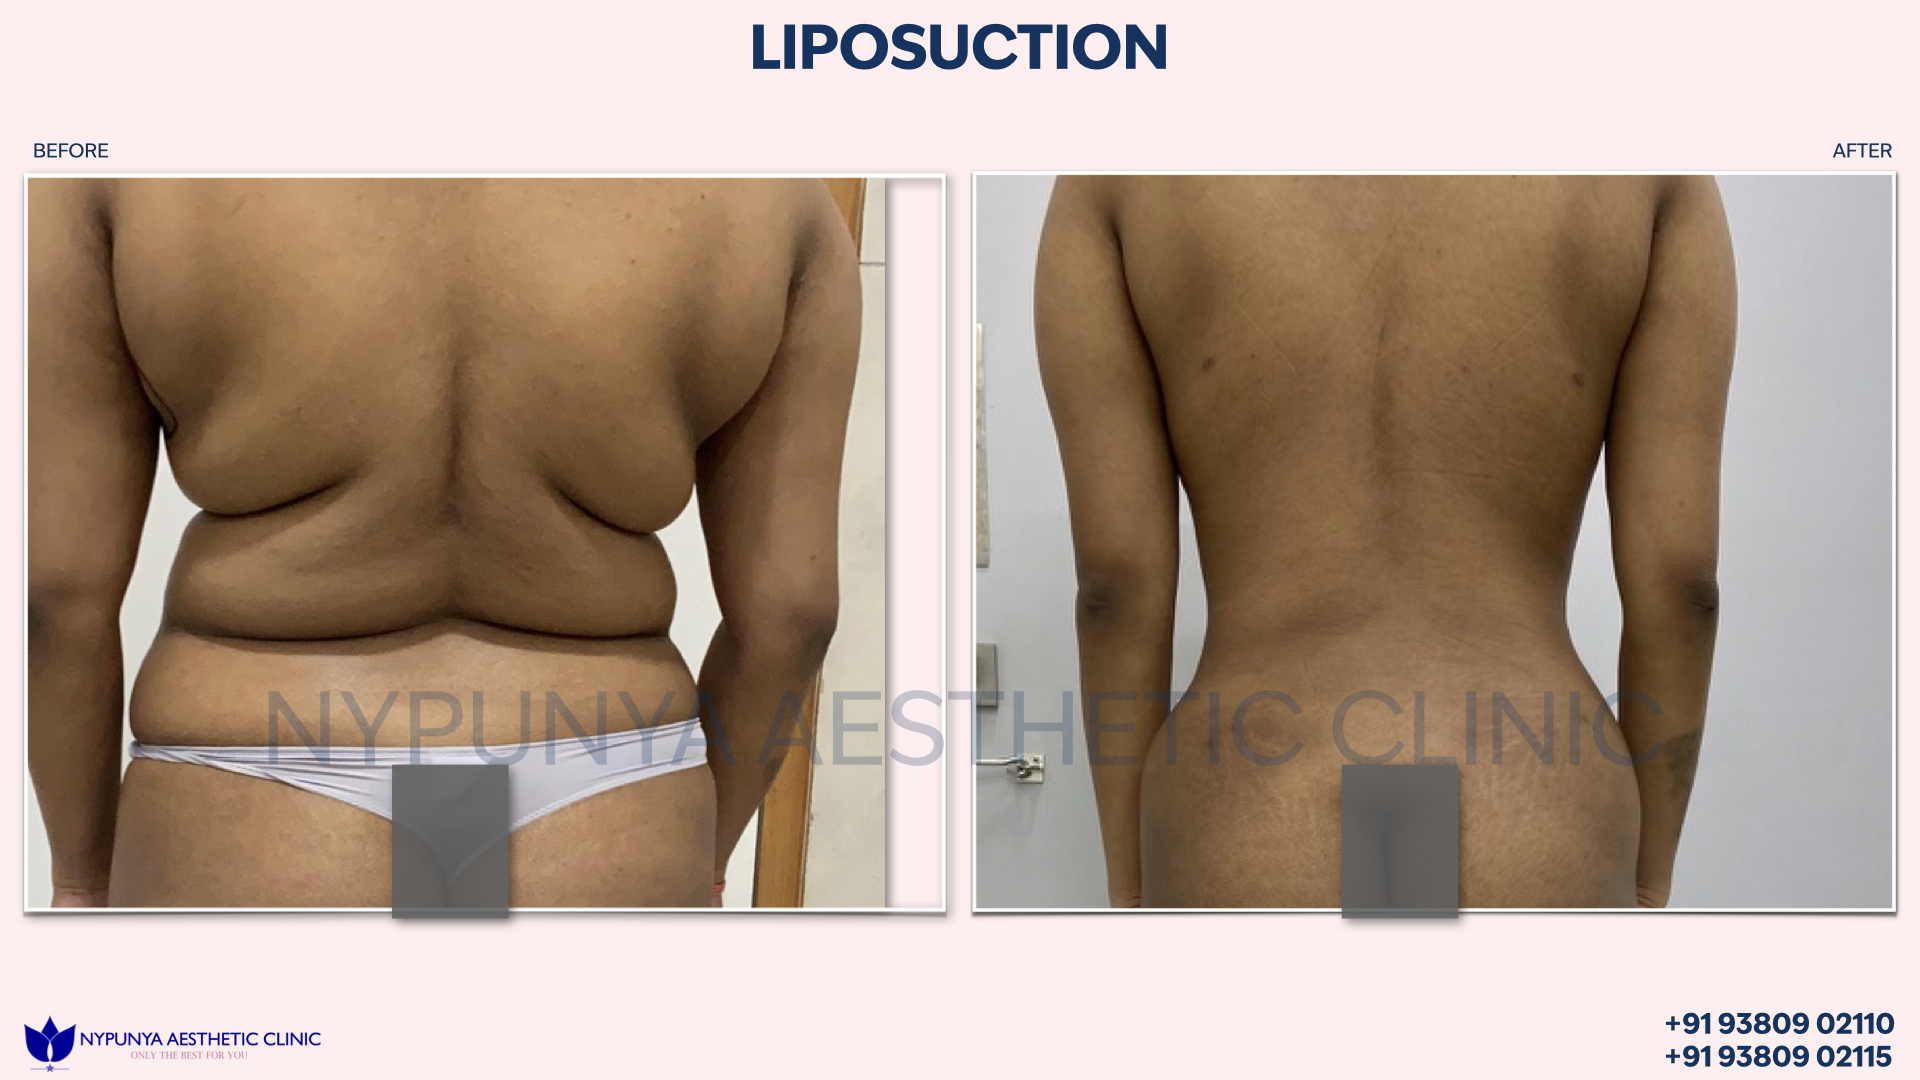 LIPOSUCTION
BEFORE
AFTER
NYPUNYA AESTHETIC CLINIC
NYPUNYA AESTHETIC CLINIC
ONLY THE BEST FOR YOU
+91 93809 02110
+91 93809 02115